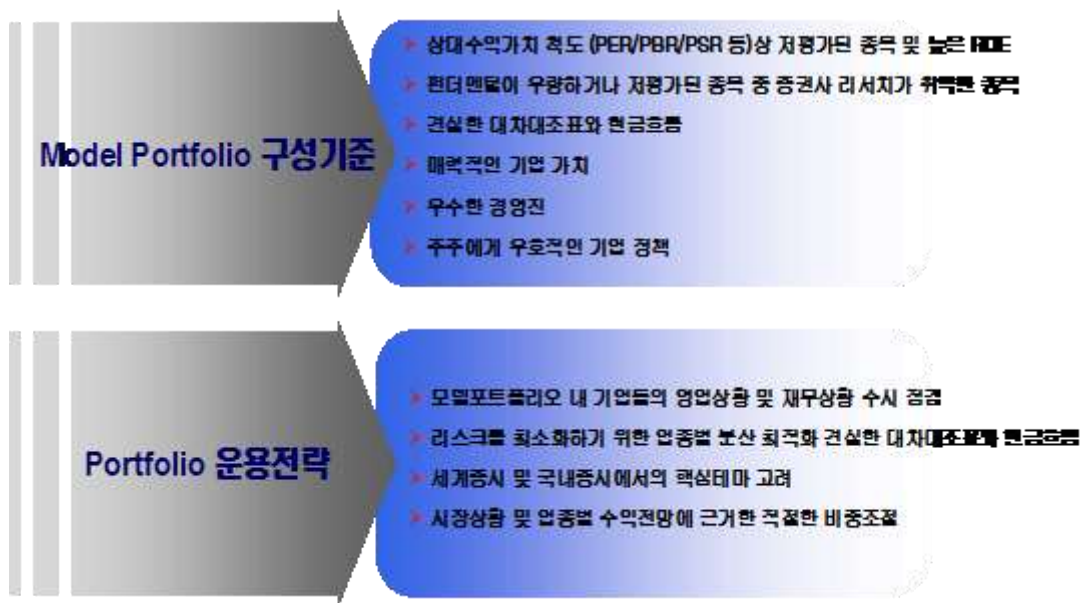 Model Portfolio 구성기준
상대수익가치 척도 (PER/PBR/PSR 등)상 저평가된 종목 및 높은 ROE
펀더멘털이 우량하거나 저평가된 종목 중 증권사 리서치가 취약한 종목
건실한 대차대조표와 현금흐름
매력적인 기업 가치
우수한 경영진
주주에게 우호적인 기업 정책
Portfolio 운용전략
모델포트폴리오 내 기업들의 영업상황 및 재무상황 수시 점검
리스크를 최소화하기 위한 업종별 분산 최적화 건실한 대차대조표와 현금흐름
세계증시 및 국내증시에서의 핵심테마 고려
시장상황 및 업종별 수익전망에 근거한 적절한 비중조절